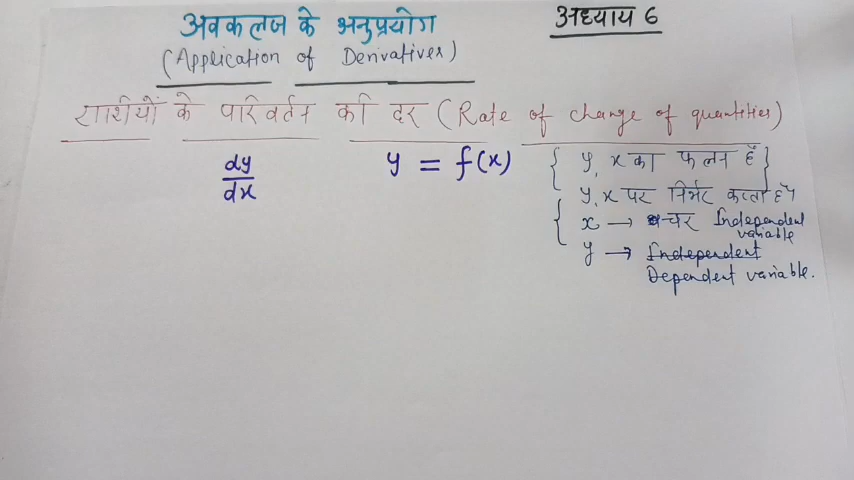 अवकलज के अनुप्रयोग
अध्याय 6
(Application of Derivatives)
राशियों के परिवर्तन की दर (Rate of change of quantities)
dy/dx
y = f(x)
y, x का फलन है
y, x पर निर्भर करता है।
x → चर Independent variable
y → Independent
Dependent variable.